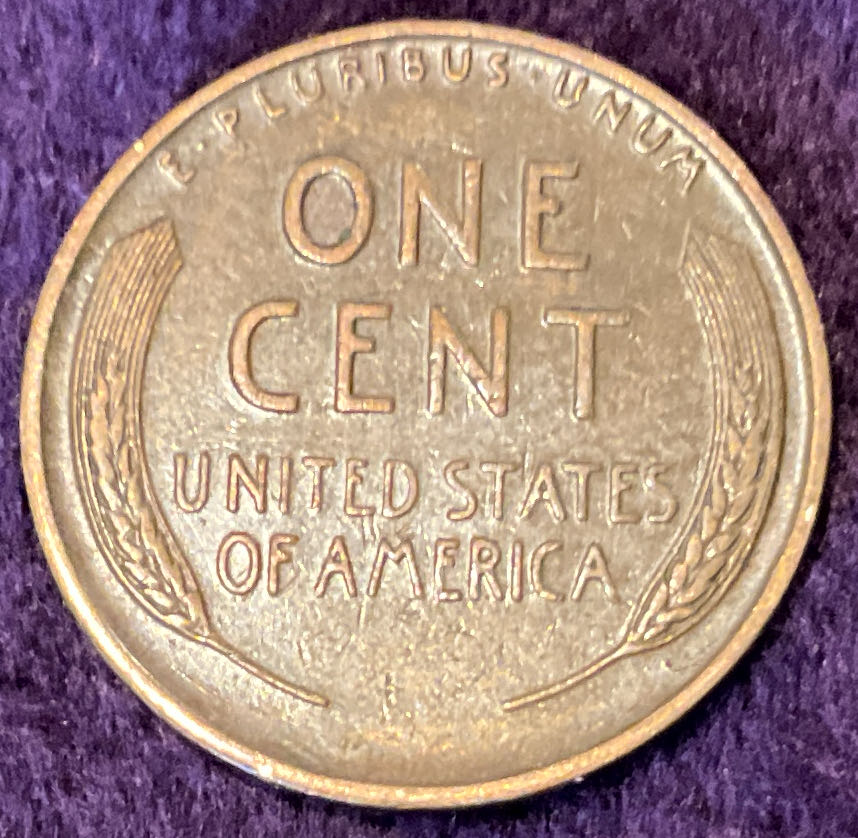 E·PLURIBUS·UNUM
ONE
CENT
UNITED STATES
OF AMERICA